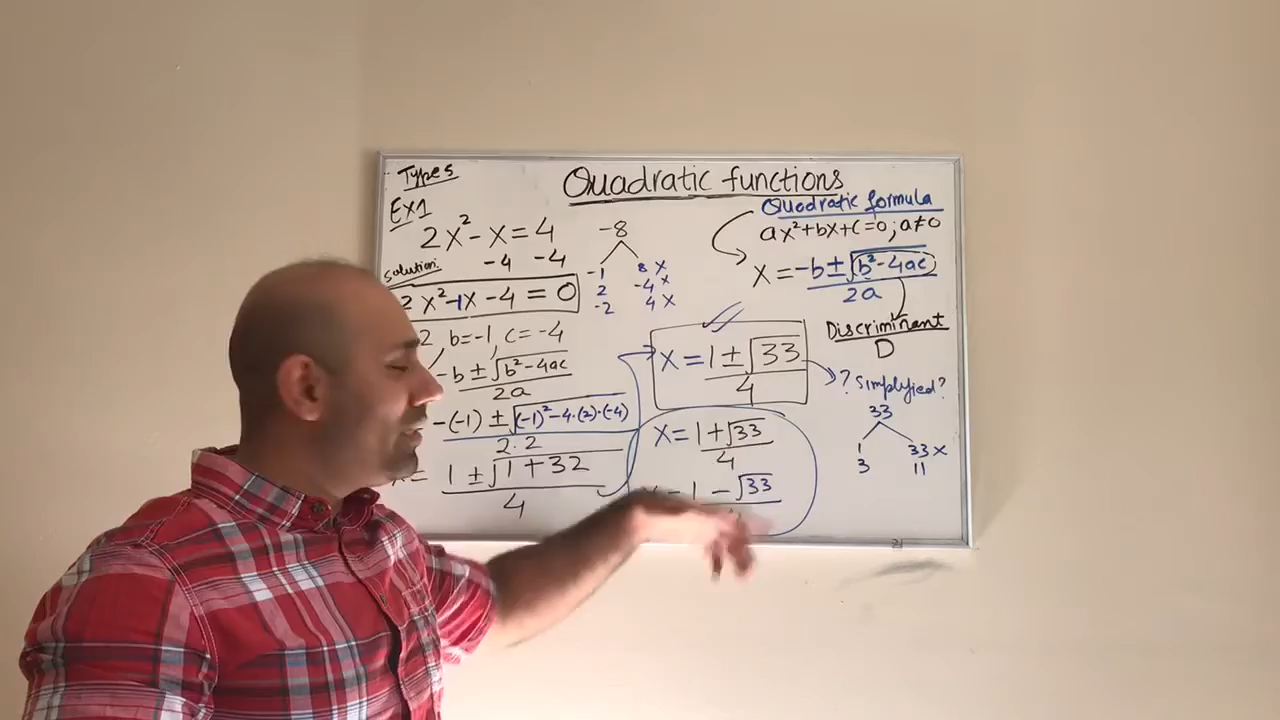 Types
Quadratic functions
Ex1
2x² - x = 4
-4 -4
Solution:
2x² - 1x - 4 = 0
2 b = -1, c = -4
-b ± √b² - 4ac
2a
-(-1) ± √(-1)² - 4·(2)·(-4)
2·2
= 1 ± √1 + 32
4
-8
-1 8 x
2 -4 x
-2 4 x
Quadratic formula
ax² + bx + c = 0 ; a ≠ 0
x = -b ± √b² - 4ac
2a
Discriminant
D
x = 1 ± √33
4
? Simplyfied?
33
1 33 x
3 11
x = 1 + √33
4
1 - √33